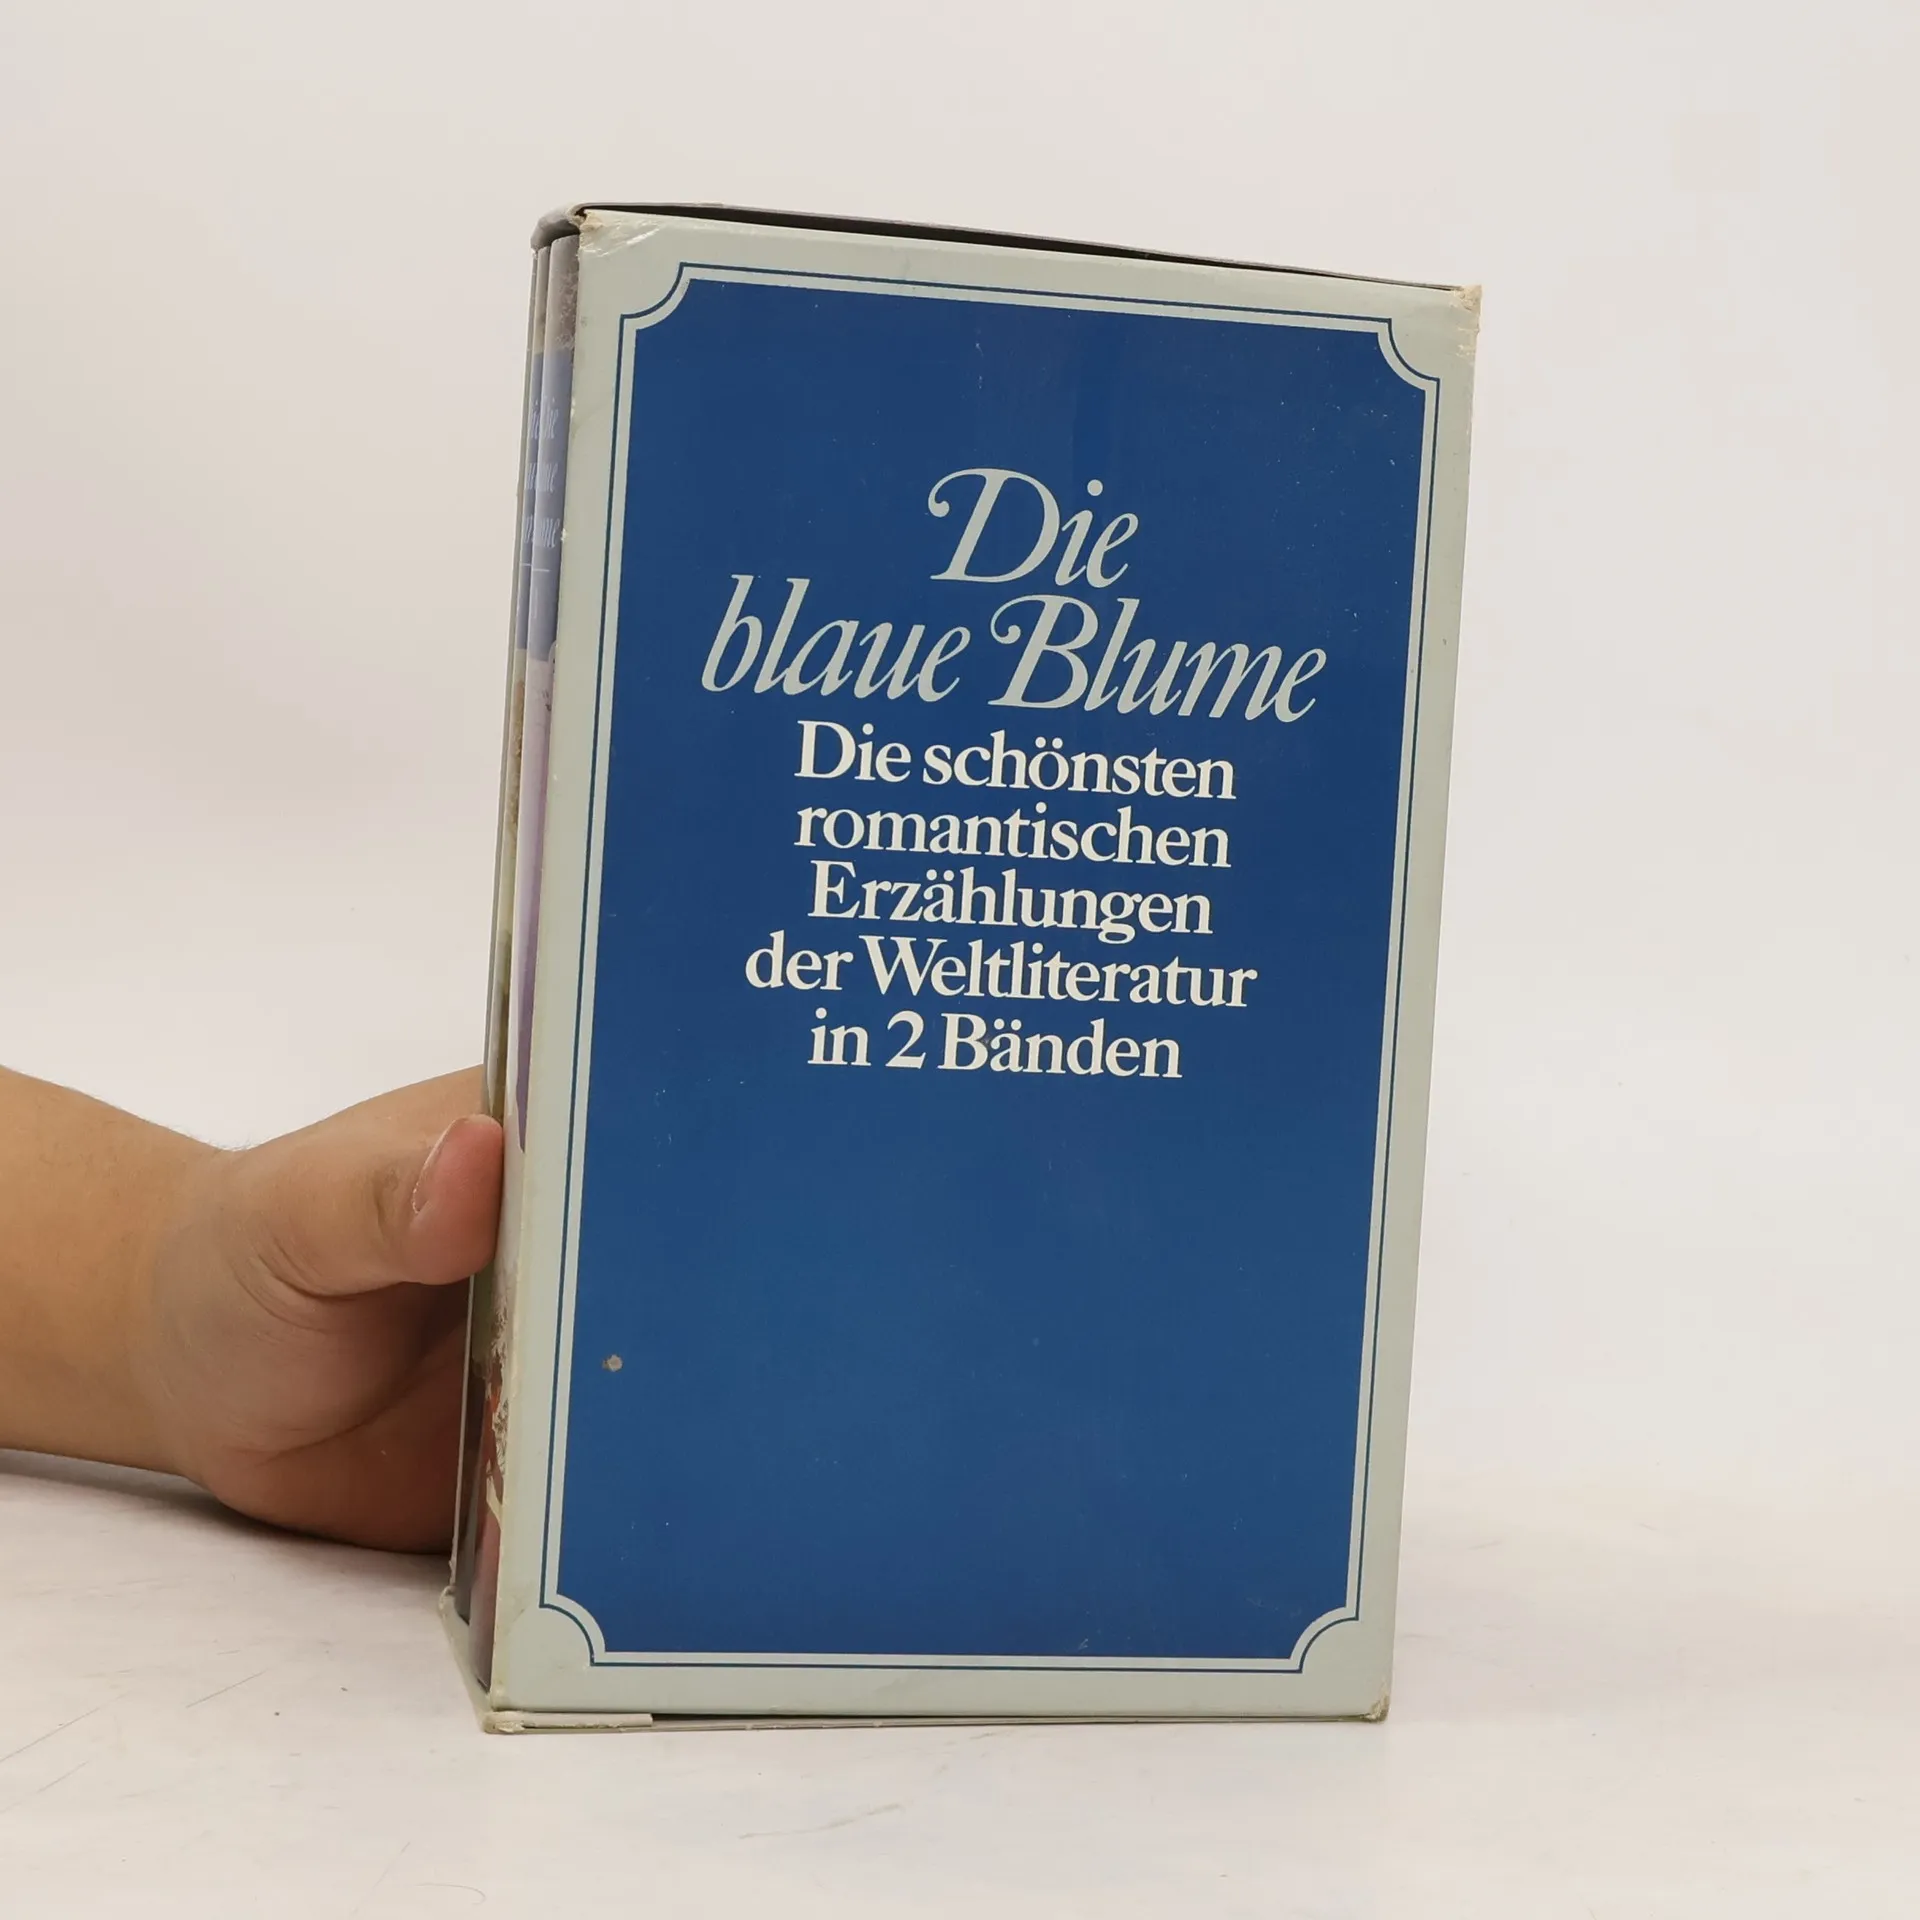 Die
blaue Blume
Die schönsten
romantischen
Erzählungen
der Weltliteratur
in 2 Bänden